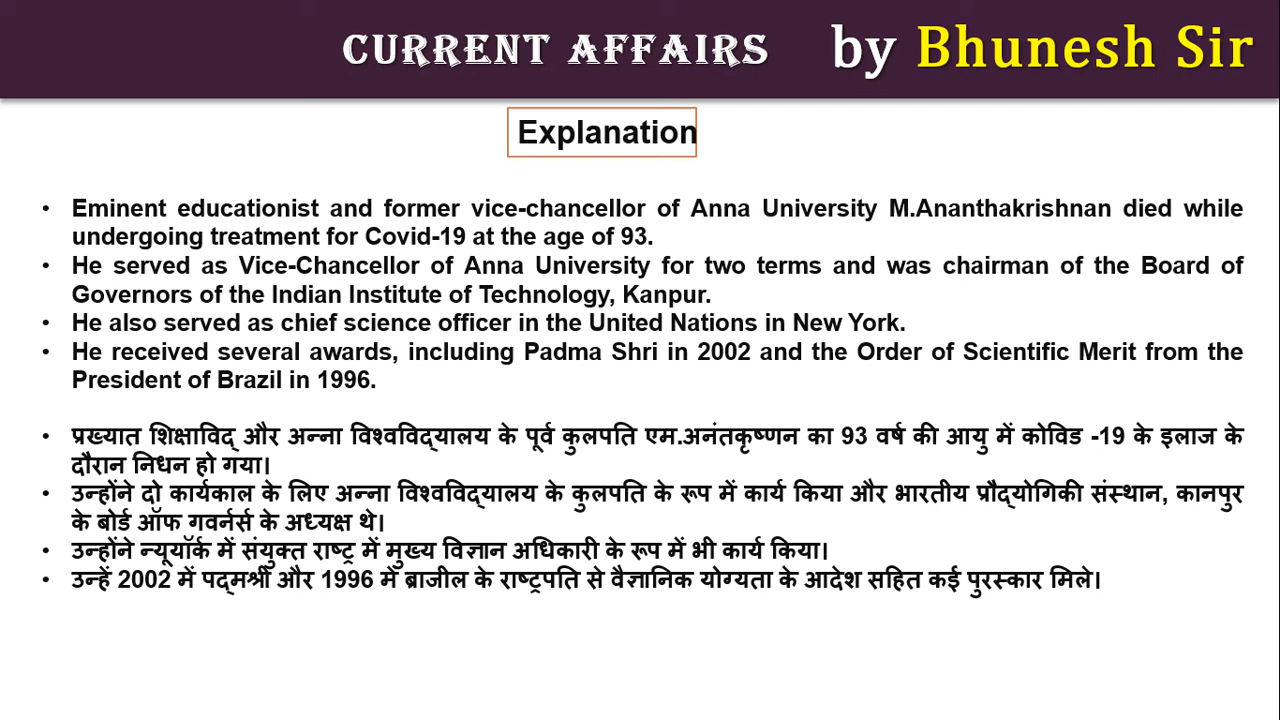 CURRENT AFFAIRS by Bhunesh Sir
Explanation
• Eminent educationist and former vice-chancellor of Anna University M.Ananthakrishnan died while
undergoing treatment for Covid-19 at the age of 93.
• He served as Vice-Chancellor of Anna University for two terms and was chairman of the Board of
Governors of the Indian Institute of Technology, Kanpur.
• He also served as chief science officer in the United Nations in New York.
• He received several awards, including Padma Shri in 2002 and the Order of Scientific Merit from the
President of Brazil in 1996.
• प्रख्यात शिक्षाविद् और अन्ना विश्वविद्यालय के पूर्व कुलपति एम.अनंतकृष्णन का 93 वर्ष की आयु में कोविड -19 के इलाज के
दौरान निधन हो गया।
• उन्होंने दो कार्यकाल के लिए अन्ना विश्वविद्यालय के कुलपति के रूप में कार्य किया और भारतीय प्रौद्योगिकी संस्थान, कानपुर
के बोर्ड ऑफ गवर्नर्स के अध्यक्ष थे।
• उन्होंने न्यूयॉर्क में संयुक्त राष्ट्र में मुख्य विज्ञान अधिकारी के रूप में भी कार्य किया।
• उन्हें 2002 में पद्मश्री और 1996 में ब्राजील के राष्ट्रपति से वैज्ञानिक योग्यता के आदेश सहित कई पुरस्कार मिले।